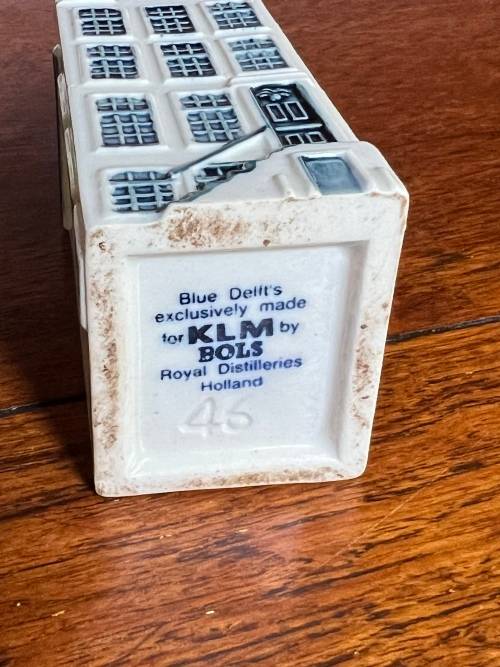 Blue Delft's
exclusively made
for KLM by
BOLS
Royal Distilleries
Holland
46